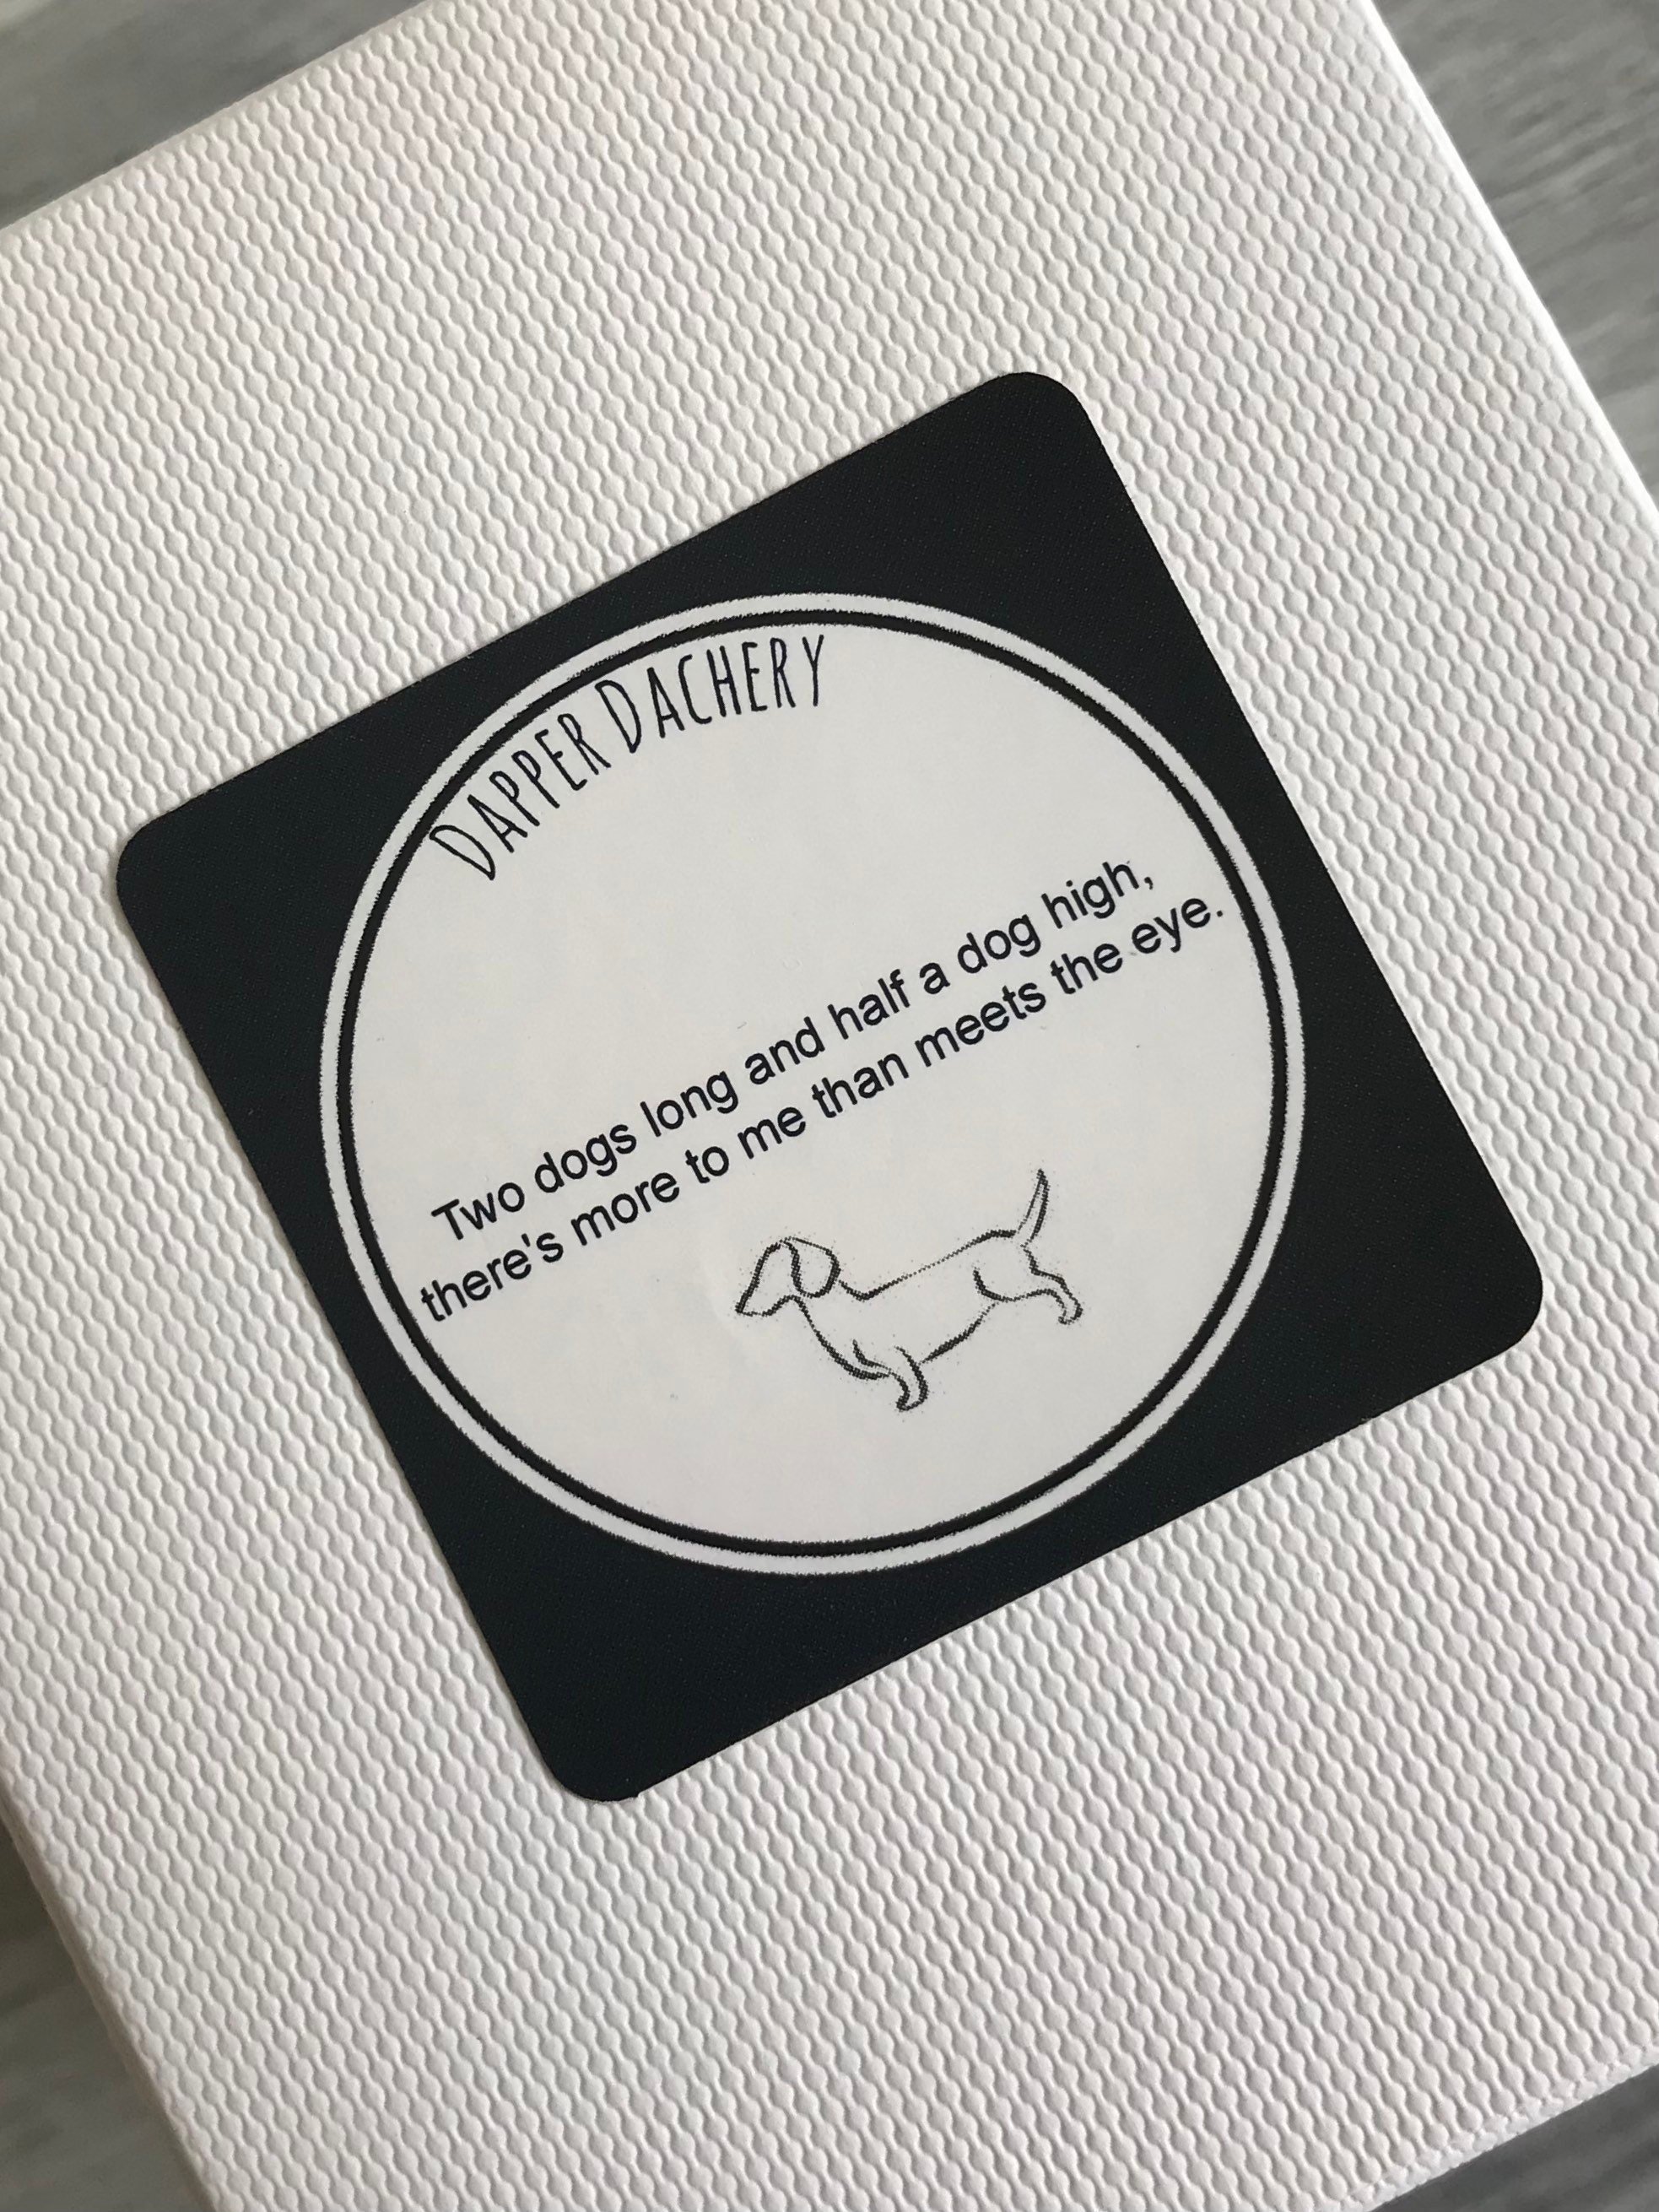 DAPPER DACHERY
Two dogs long and half a dog high,
there's more to me than meets the eye.